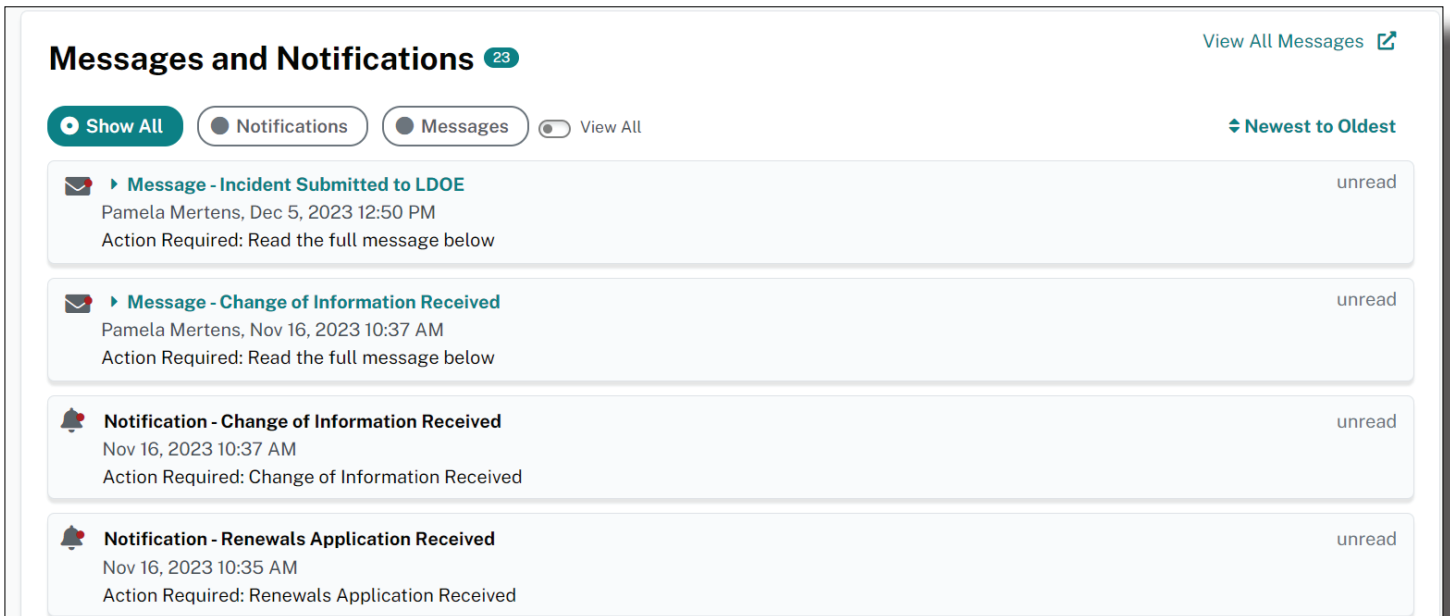 Messages and Notifications 23
View All Messages
Show All Notifications Messages View All
Newest to Oldest
Message - Incident Submitted to LDOE unread
Pamela Mertens, Dec 5, 2023 12:50 PM
Action Required: Read the full message below
Message - Change of Information Received unread
Pamela Mertens, Nov 16, 2023 10:37 AM
Action Required: Read the full message below
Notification - Change of Information Received unread
Nov 16, 2023 10:37 AM
Action Required: Change of Information Received
Notification - Renewals Application Received unread
Nov 16, 2023 10:35 AM
Action Required: Renewals Application Received